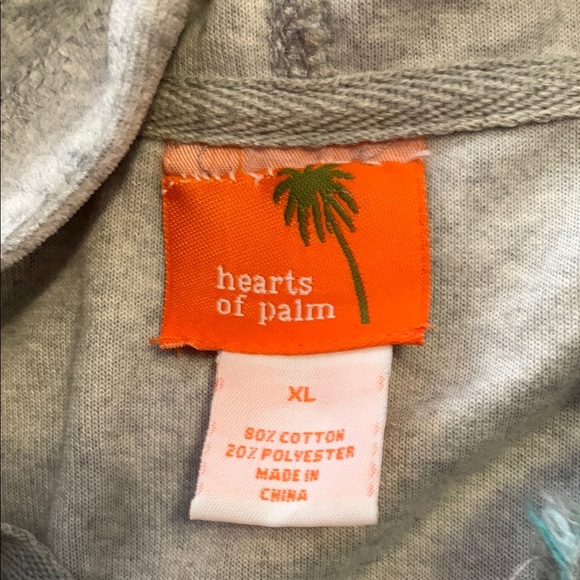 hearts
of palm
XL
80% COTTON
20% POLYESTER
MADE IN
CHINA